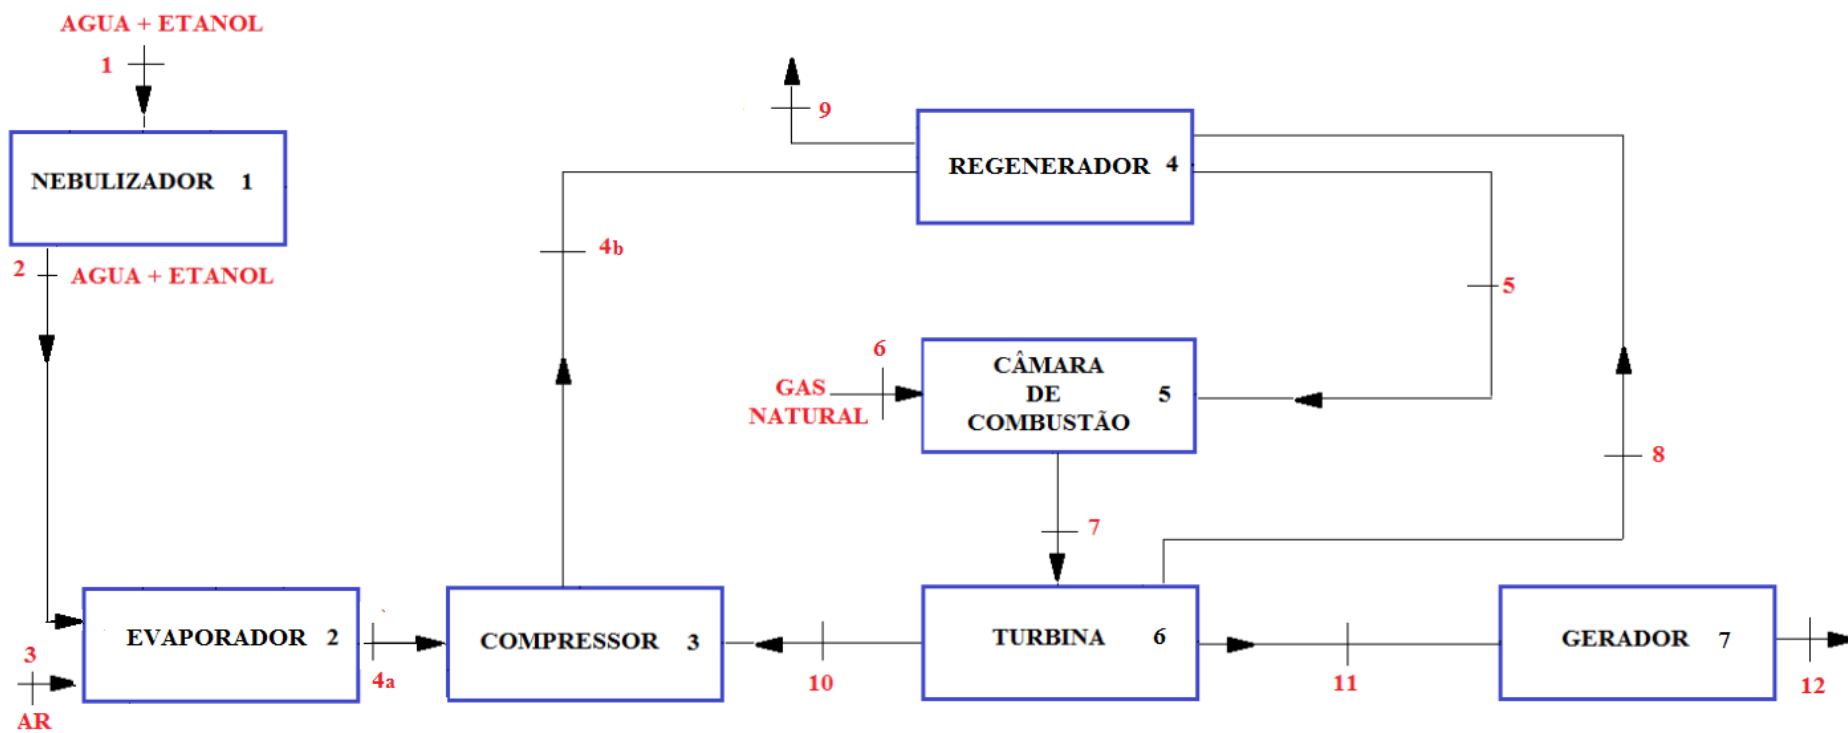 AGUA + ETANOL
1
9
NEBULIZADOR 1
REGENERADOR 4
2 AGUA + ETANOL
4b
5
6
GAS
NATURAL
CÂMARA
DE 5
COMBUSTÃO
8
7
3
AR
EVAPORADOR 2
4a
COMPRESSOR 3
10
TURBINA 6
11
GERADOR 7
12